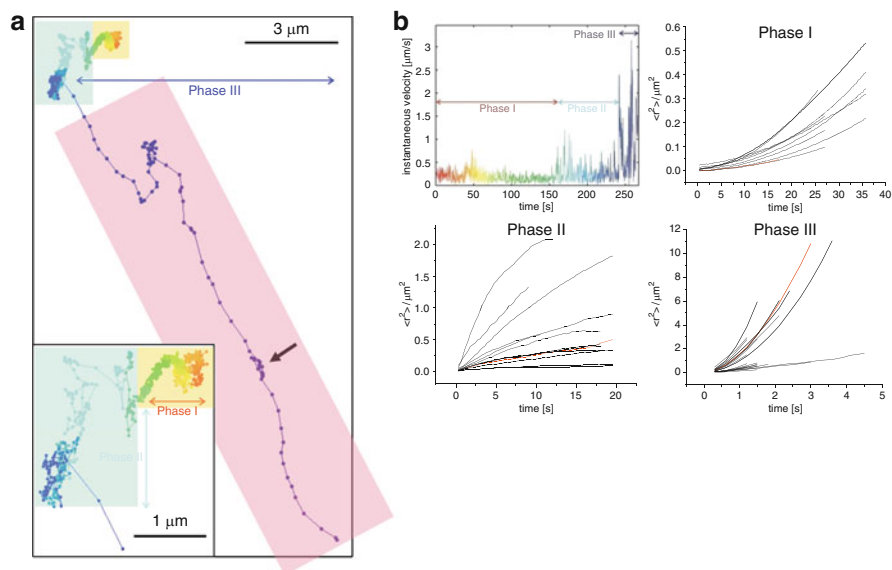 a
3 μm
Phase III
Phase I
Phase II
1 μm
b
instantaneous velocity [μm/s]
3
2.5
2
1.5
1
0.5
0
Phase III
Phase I
Phase II
0 50 100 150 200 250
time [s]
Phase I
<r²>/μm²
0.6
0.5
0.4
0.3
0.2
0.1
0.0
0 5 10 15 20 25 30 35 40
time [s]
Phase II
<r²>/μm²
2.0
1.5
1.0
0.5
0.0
0 5 10 15 20
time [s]
Phase III
<r²>/μm²
12
10
8
6
4
2
0
0 1 2 3 4 5
time [s]